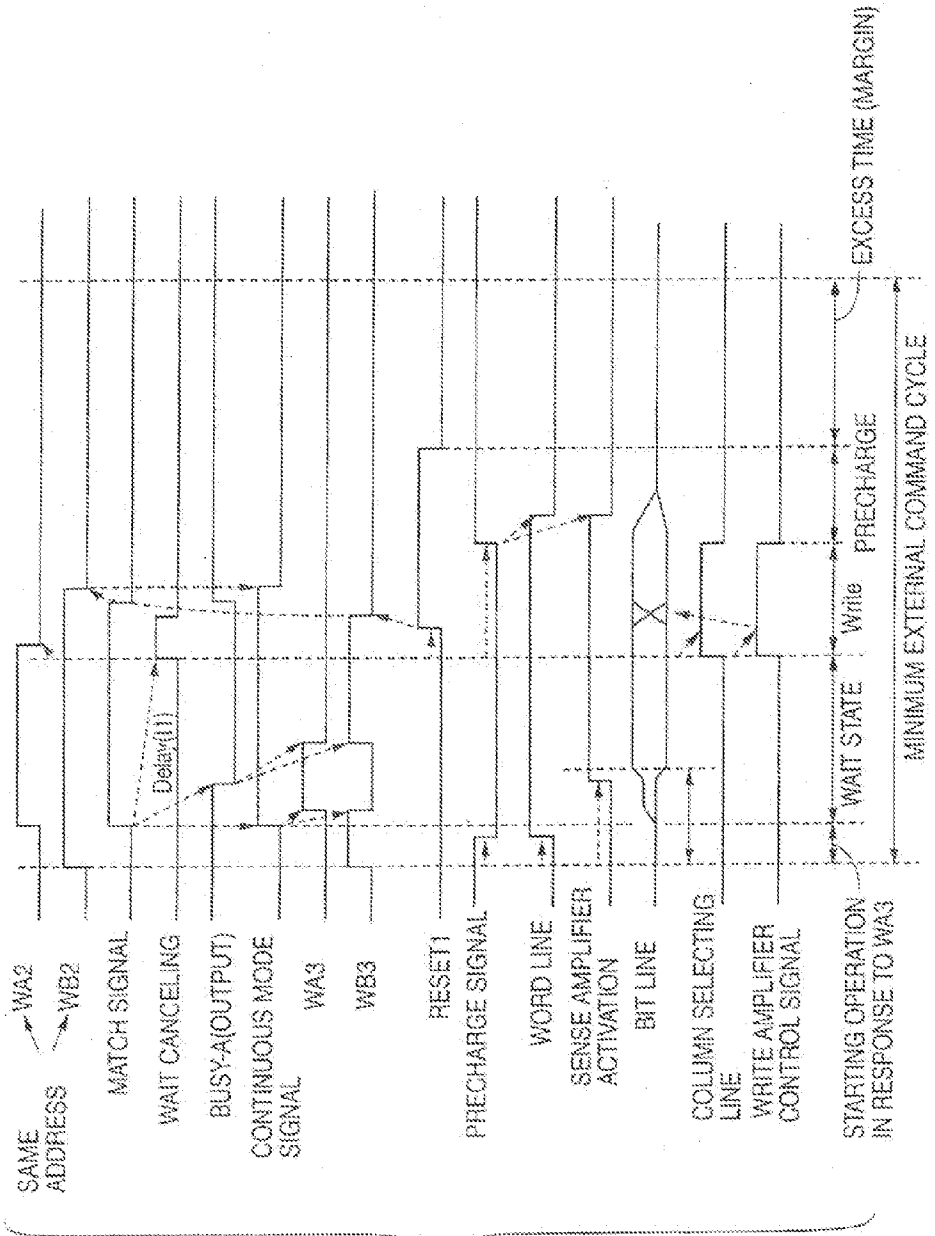 SAME
ADDRESS
WA2
WB2
MATCH SIGNAL
WAIT CANCELING
Delay(t1)
BUSY-A(OUTPUT)
CONTINUOUS MODE
SIGNAL
WA3
WB3
RESET1
PRECHARGE SIGNAL
WORD LINE
SENSE AMPLIFIER
ACTIVATION
BIT LINE
COLUMN SELECTING
LINE
WRITE AMPLIFIER
CONTROL SIGNAL
STARTING OPERATION
IN RESPONSE TO WA3
WAIT STATE
Write
PRECHARGE
EXCESS TIME (MARGIN)
MINIMUM EXTERNAL COMMAND CYCLE